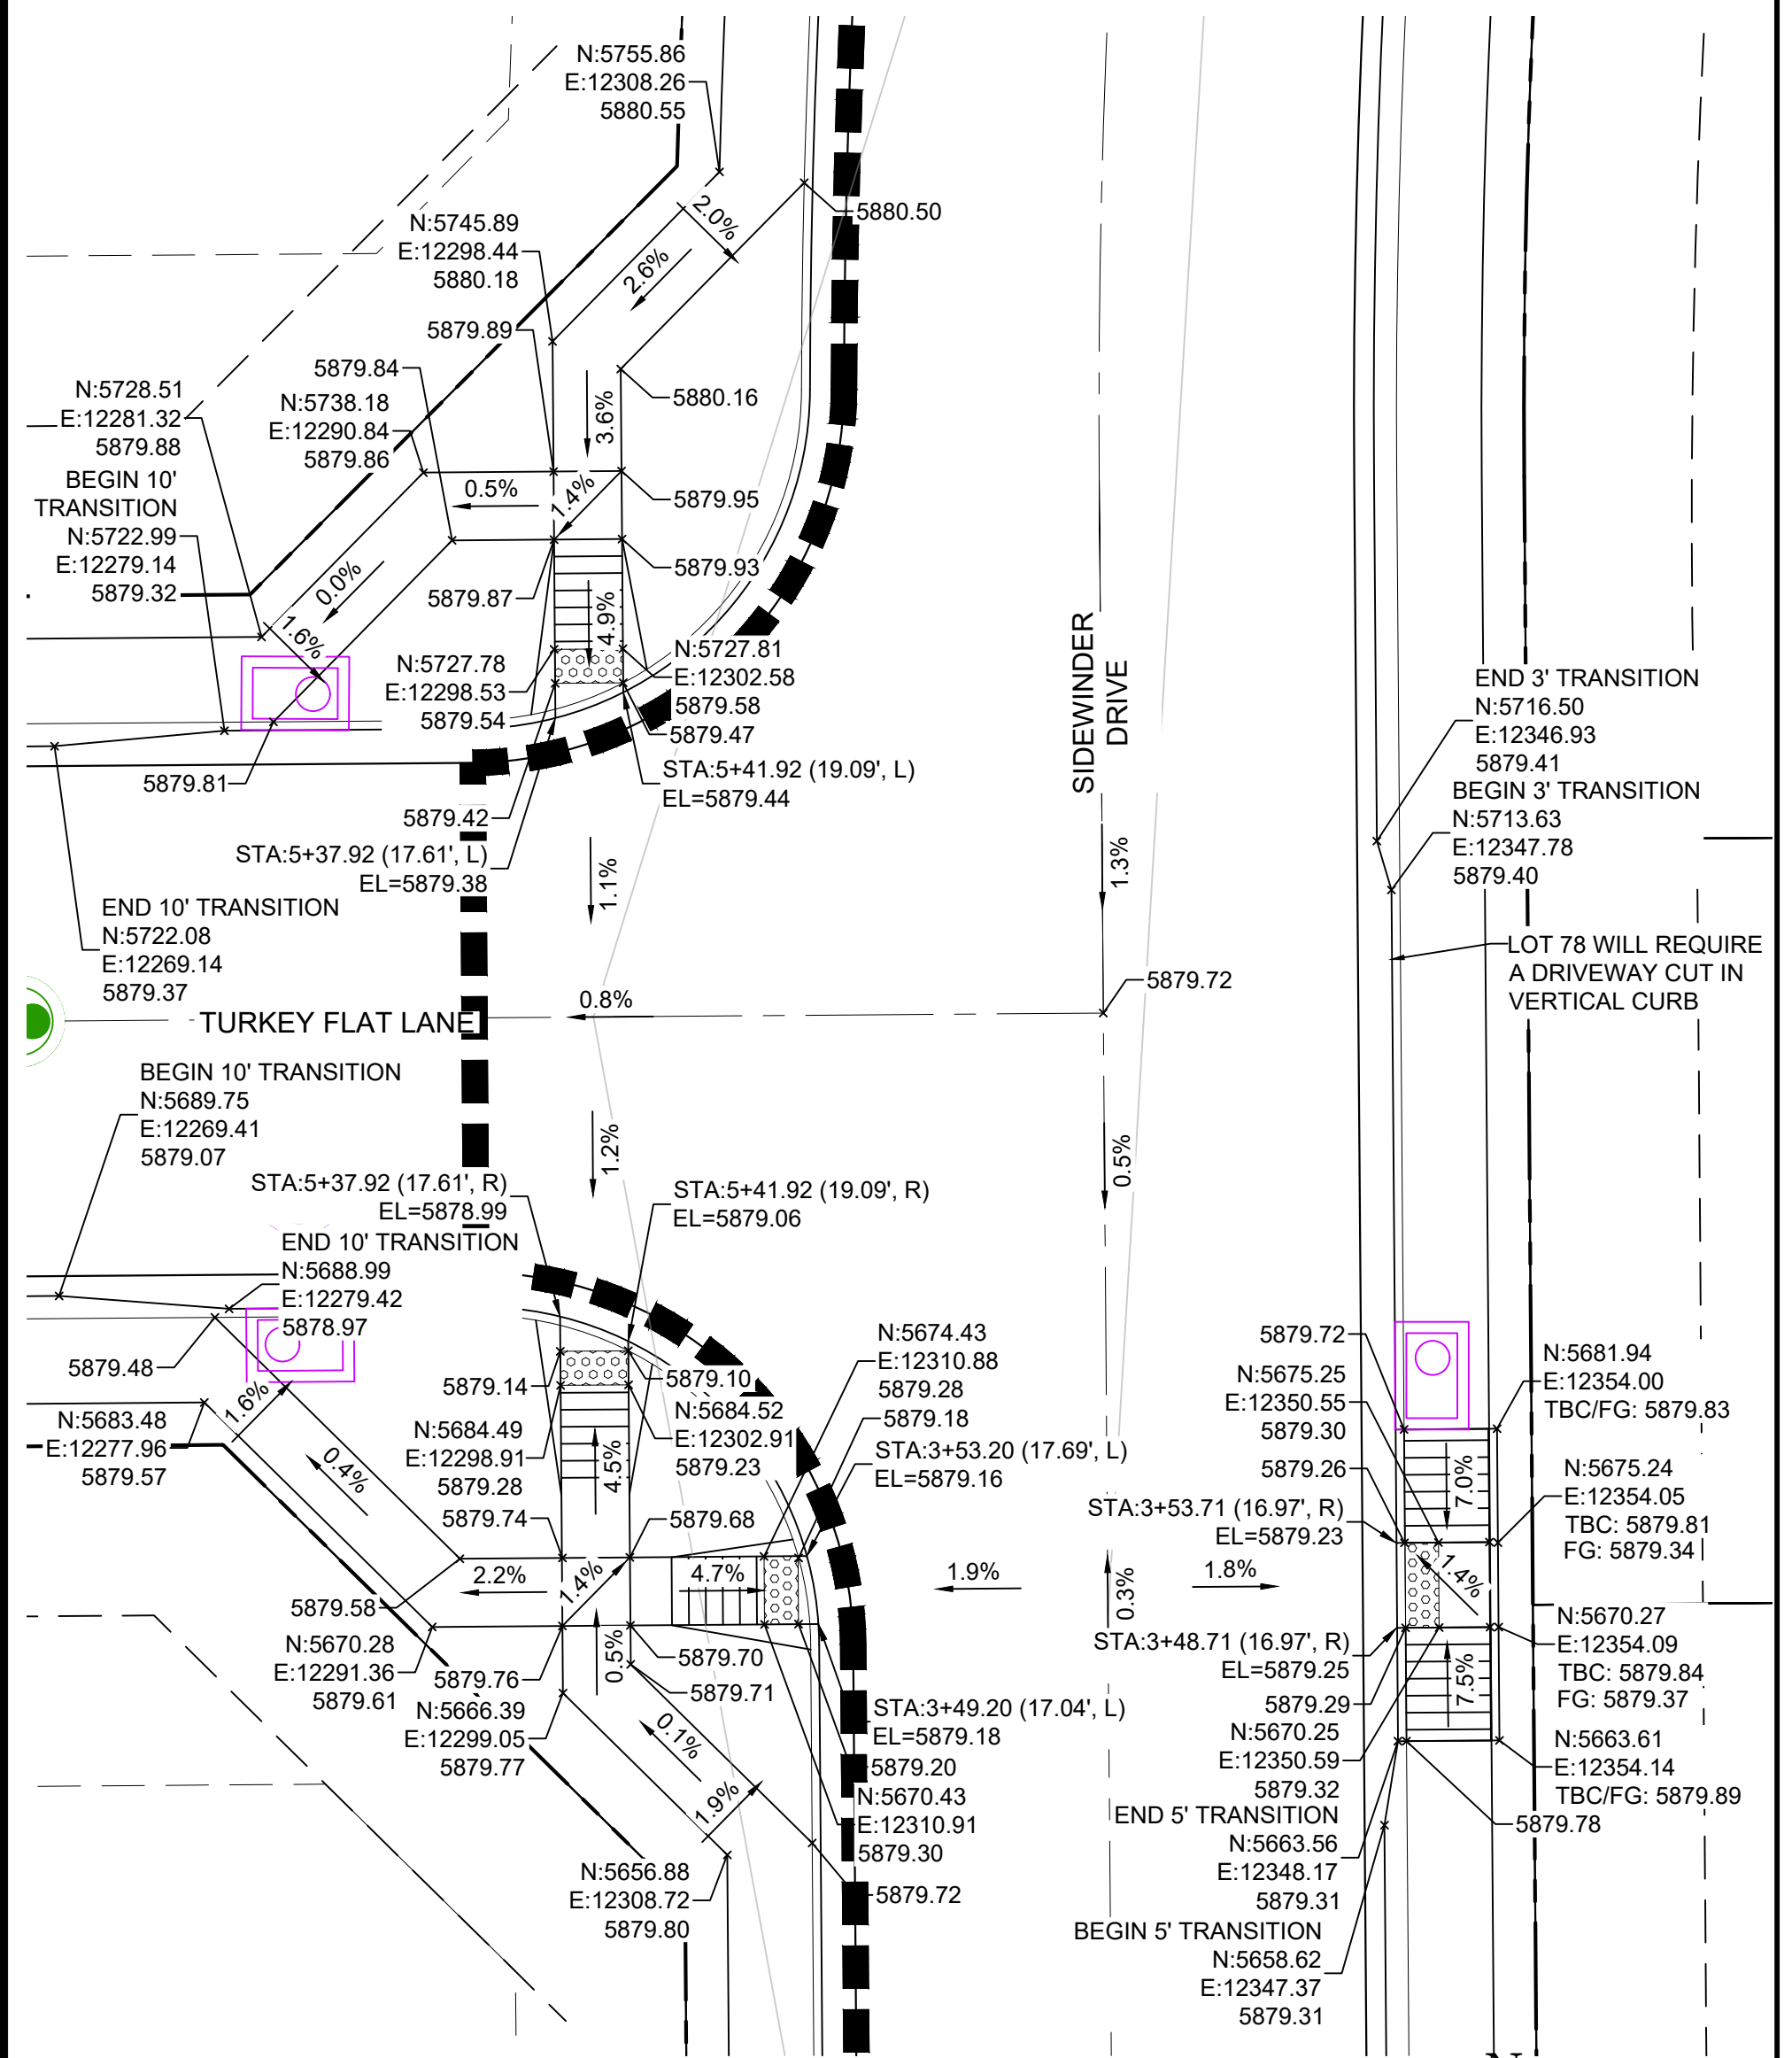 N:5755.86
E:12308.26
5880.55
2.0%
5880.50
N:5745.89
E:12298.44
5880.18
2.6%
5879.89
5879.84
N:5728.51
E:12281.32
5879.88
N:5738.18
E:12290.84
5879.86
5880.16
3.6%
BEGIN 10'
TRANSITION
N:5722.99
E:12279.14
5879.32
0.5%
1.4%
5879.95
5879.93
0.0%
5879.87
4.9%
1.6%
N:5727.78
E:12298.53
5879.54
N:5727.81
E:12302.58
5879.58
5879.47
SIDEWINDER
DRIVE
END 3' TRANSITION
N:5716.50
E:12346.93
5879.41
5879.81
STA:5+41.92 (19.09', L)
EL=5879.44
BEGIN 3' TRANSITION
N:5713.63
E:12347.78
5879.40
5879.42
STA:5+37.92 (17.61', L)
EL=5879.38
1.1%
1.3%
END 10' TRANSITION
N:5722.08
E:12269.14
5879.37
LOT 78 WILL REQUIRE
A DRIVEWAY CUT IN
VERTICAL CURB
5879.72
0.8%
TURKEY FLAT LANE
BEGIN 10' TRANSITION
N:5689.75
E:12269.41
5879.07
1.2%
0.5%
STA:5+37.92 (17.61', R)
EL=5878.99
STA:5+41.92 (19.09', R)
EL=5879.06
END 10' TRANSITION
N:5688.99
E:12279.42
5878.97
5879.48
N:5674.43
E:12310.88
5879.28
5879.18
5879.72
N:5681.94
E:12354.00
TBC/FG: 5879.83
5879.14
5879.10
N:5675.25
E:12350.55
5879.30
1.6%
N:5683.48
E:12277.96
5879.57
N:5684.49
E:12298.91
5879.28
N:5684.52
E:12302.91
5879.23
4.5%
STA:3+53.20 (17.69', L)
EL=5879.16
5879.26
7.0%
N:5675.24
E:12354.05
TBC: 5879.81
FG: 5879.34
0.4%
5879.74
5879.68
STA:3+53.71 (16.97', R)
EL=5879.23
2.2%
1.4%
4.7%
1.9%
0.3%
1.8%
1.4%
5879.58
N:5670.28
E:12291.36
5879.61
5879.76
0.5%
5879.70
5879.71
STA:3+48.71 (16.97', R)
EL=5879.25
5879.29
7.5%
N:5670.27
E:12354.09
TBC: 5879.84
FG: 5879.37
N:5666.39
E:12299.05
5879.77
0.1%
STA:3+49.20 (17.04', L)
EL=5879.18
5879.20
N:5670.43
E:12310.91
5879.30
N:5670.25
E:12350.59
5879.32
N:5663.61
E:12354.14
TBC/FG: 5879.89
5879.78
1.9%
END 5' TRANSITION
N:5663.56
E:12348.17
5879.31
N:5656.88
E:12308.72
5879.80
5879.72
BEGIN 5' TRANSITION
N:5658.62
E:12347.37
5879.31